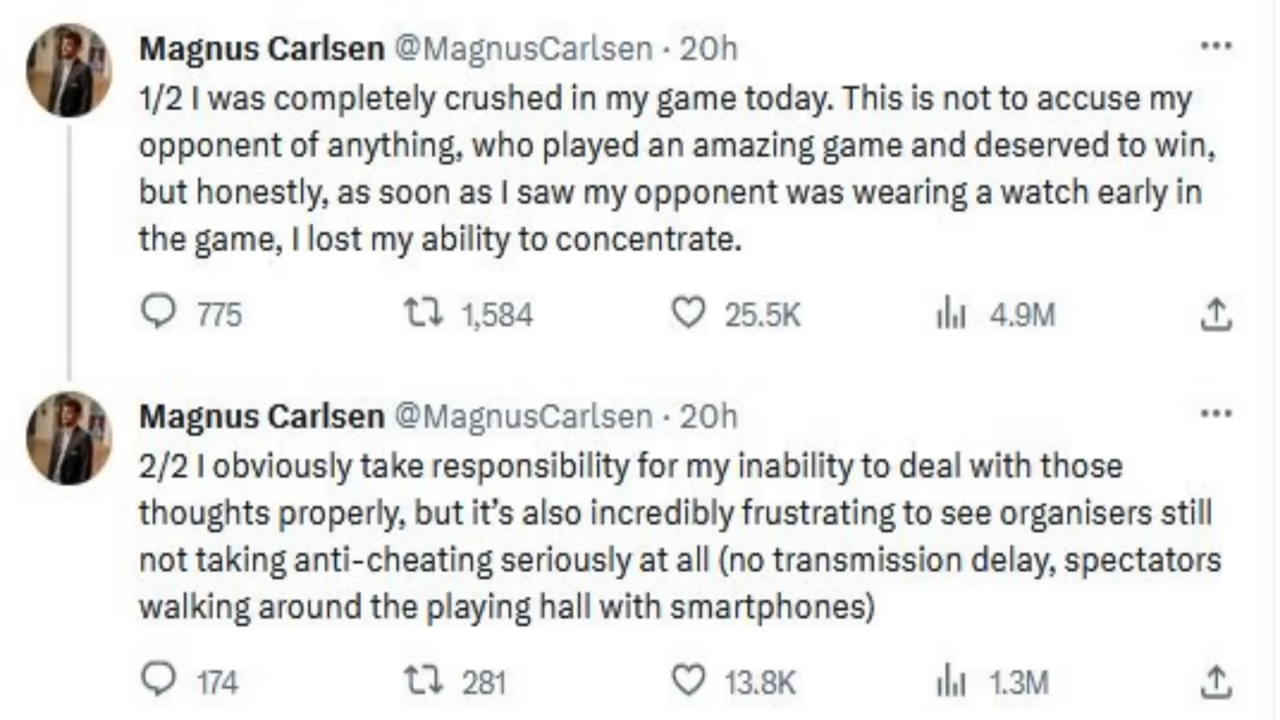 Magnus Carlsen @MagnusCarlsen · 20h
1/2 I was completely crushed in my game today. This is not to accuse my
opponent of anything, who played an amazing game and deserved to win,
but honestly, as soon as I saw my opponent was wearing a watch early in
the game, I lost my ability to concentrate.
775 1,584 25.5K 4.9M
Magnus Carlsen @MagnusCarlsen · 20h
2/2 I obviously take responsibility for my inability to deal with those
thoughts properly, but it’s also incredibly frustrating to see organisers still
not taking anti-cheating seriously at all (no transmission delay, spectators
walking around the playing hall with smartphones)
174 281 13.8K 1.3M